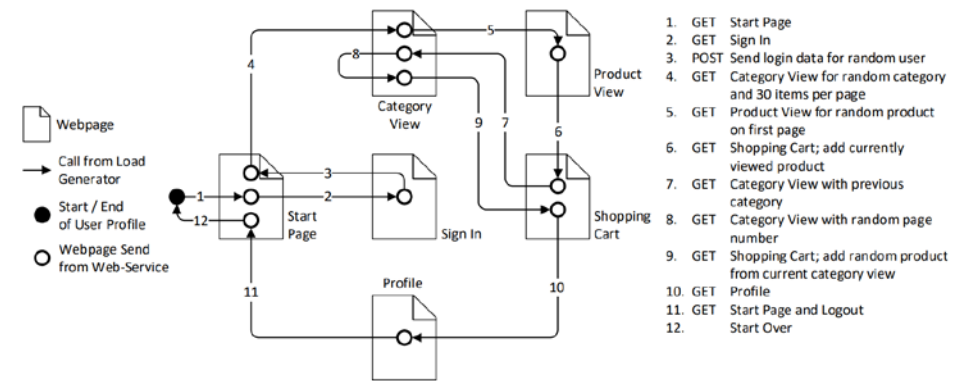 Webpage
Call from Load
Generator
Start / End
of User Profile
Webpage Send
from Web-Service
1
2
3
4
5
6
7
8
9
10
11
12
Start
Page
Sign In
Category
View
Product
View
Shopping
Cart
Profile
1. GET Start Page
2. GET Sign In
3. POST Send login data for random user
4. GET Category View for random category
and 30 items per page
5. GET Product View for random product
on first page
6. GET Shopping Cart; add currently
viewed product
7. GET Category View with previous
category
8. GET Category View with random page
number
9. GET Shopping Cart; add random product
from current category view
10. GET Profile
11. GET Start Page and Logout
12. Start Over